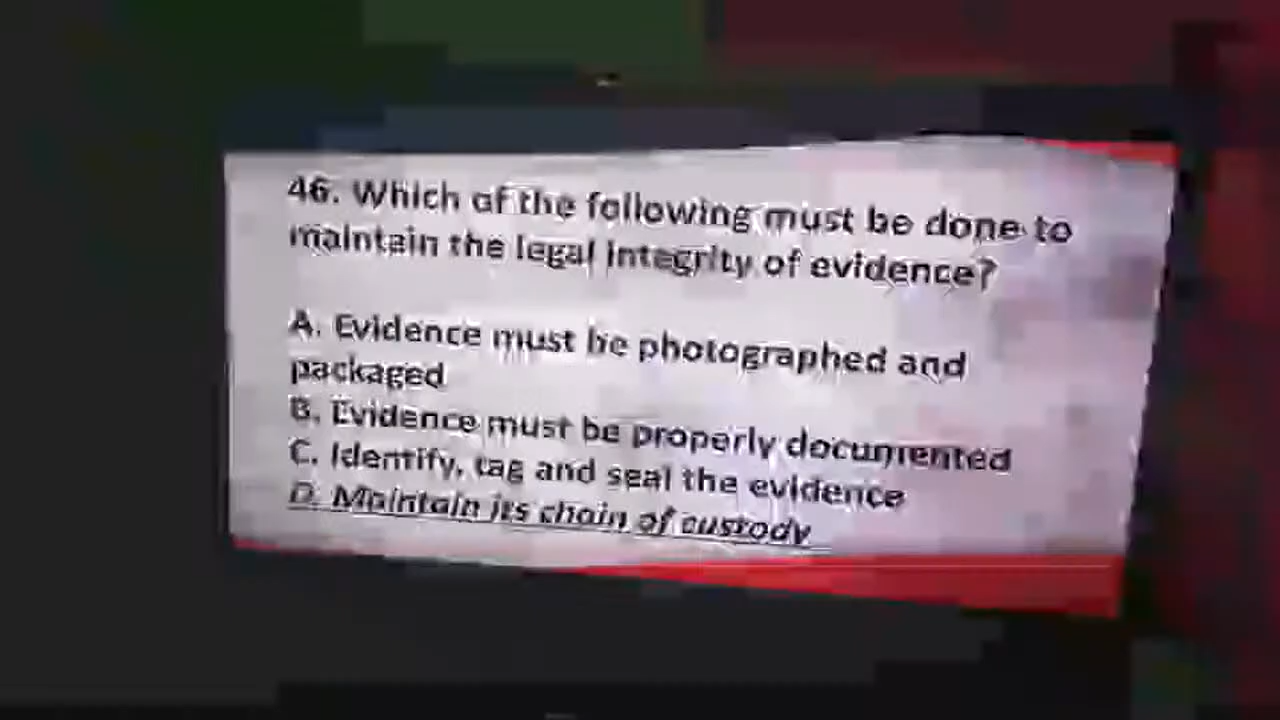 46. Which of the following must be done to
maintain the legal integrity of evidence?
A. Evidence must be photographed and
packaged
B. Evidence must be properly documented
C. Identify, tag and seal the evidence
D. Maintain its chain of custody